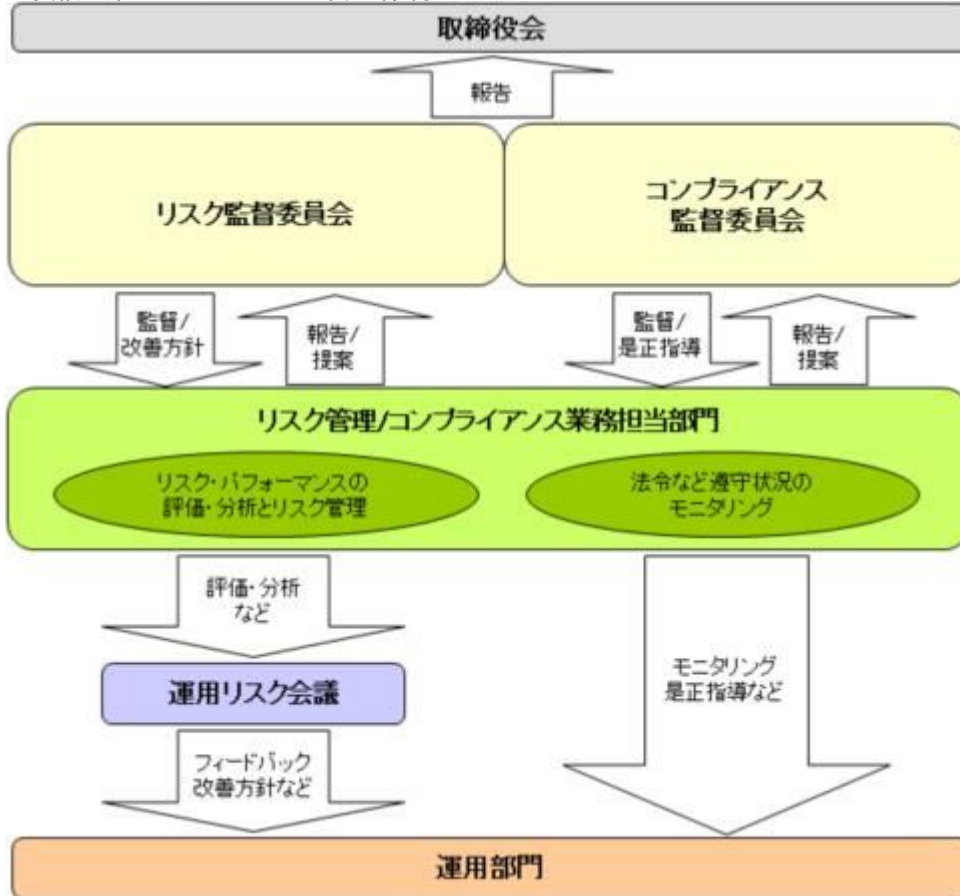 取締役会
報告
リスク監督委員会
コンプライアンス
監督委員会
監督/
改善方針
報告/
提案
監督/
是正指導
報告/
提案
リスク管理/コンプライアンス業務担当部門
リスク・パフォーマンスの
評価・分析とリスク管理
法令など遵守状況の
モニタリング
評価・分析
など
運用リスク会議
モニタリング
是正指導など
フィードバック
改善方針など
運用部門